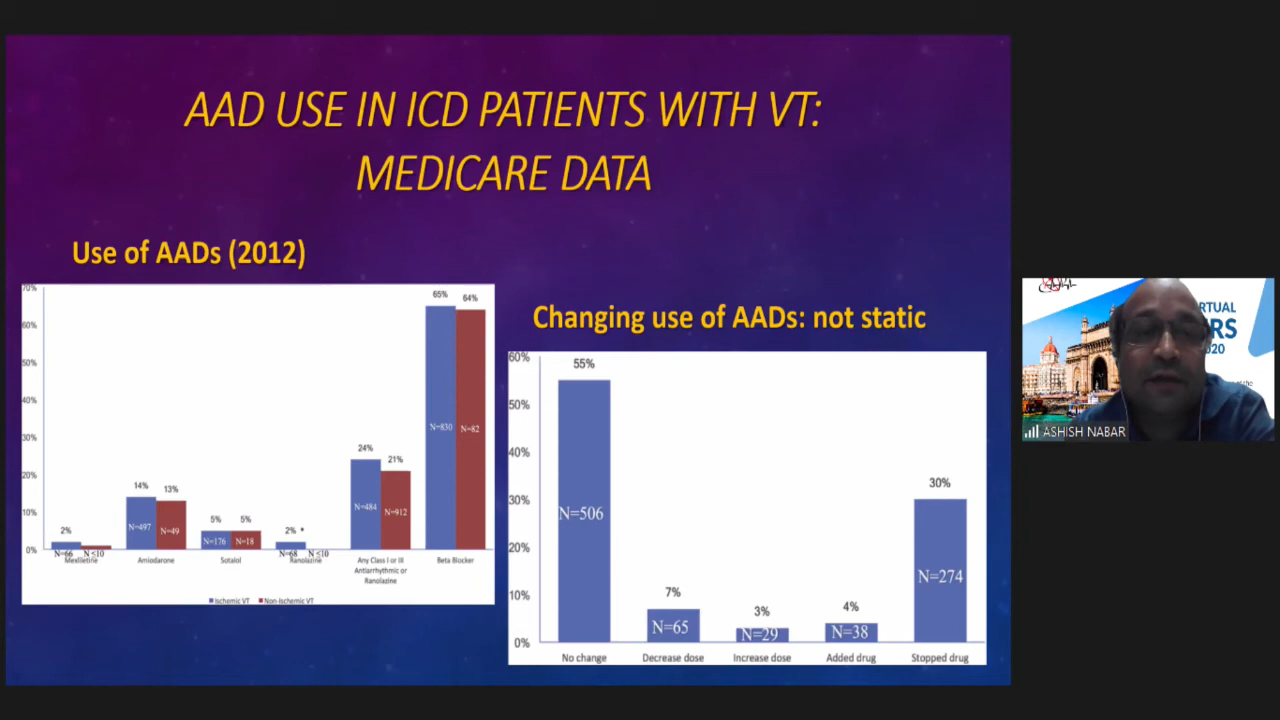 AAD USE IN ICD PATIENTS WITH VT:
MEDICARE DATA
Use of AADs (2012)
70%
60%
50%
40%
30%
20%
10%
0%
2%
14%
13%
5%
5%
2% *
24%
21%
65%
64%
N=66
N ≤10
N=497
N=49
N=176
N=18
N=68
N ≤10
N=484
N=912
N=830
N=82
Mexiletine
Amiodarone
Sotalol
Ranolazine
Any Class I or III
Antiarrhythmic or
Ranolazine
Beta Blocker
Ischemic VT
Non-Ischemic VT
Changing use of AADs: not static
60%
50%
40%
30%
20%
10%
0%
55%
7%
3%
4%
30%
N=506
N=65
N=29
N=38
N=274
No change
Decrease dose
Increase dose
Added drug
Stopped drug
RTUAL
RS
20
of the
ASHISH NABAR